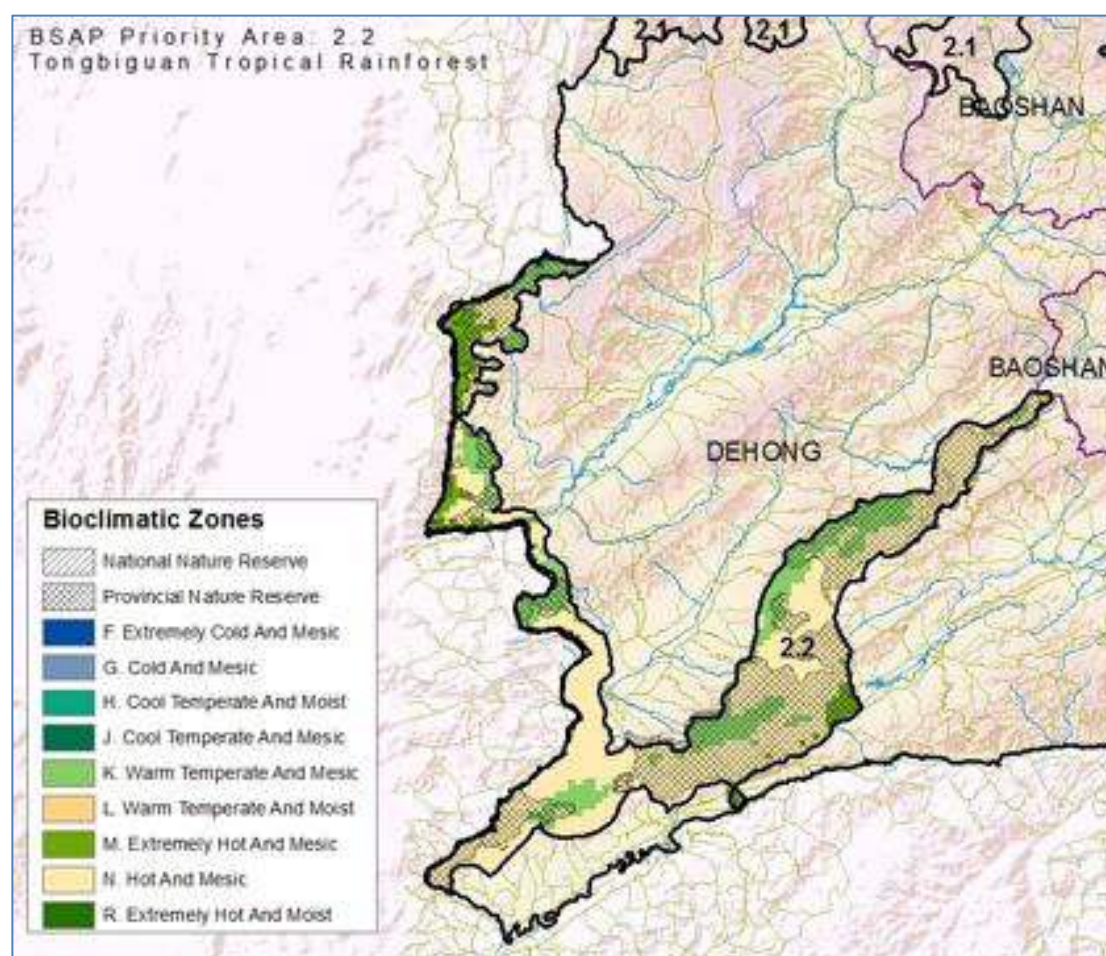 BSAP Priority Area: 2.2
Tongbiguan Tropical Rainforest
2.1
2.1
2.1
BAOSHAN
BAOSHAN
DEHONG
2.2
Bioclimatic Zones
National Nature Reserve
Provincial Nature Reserve
F. Extremely Cold And Mesic
G. Cold And Mesic
H. Cool Temperate And Moist
J. Cool Temperate And Mesic
K. Warm Temperate And Mesic
L. Warm Temperate And Moist
M. Extremely Hot And Mesic
N. Hot And Mesic
R. Extremely Hot And Moist